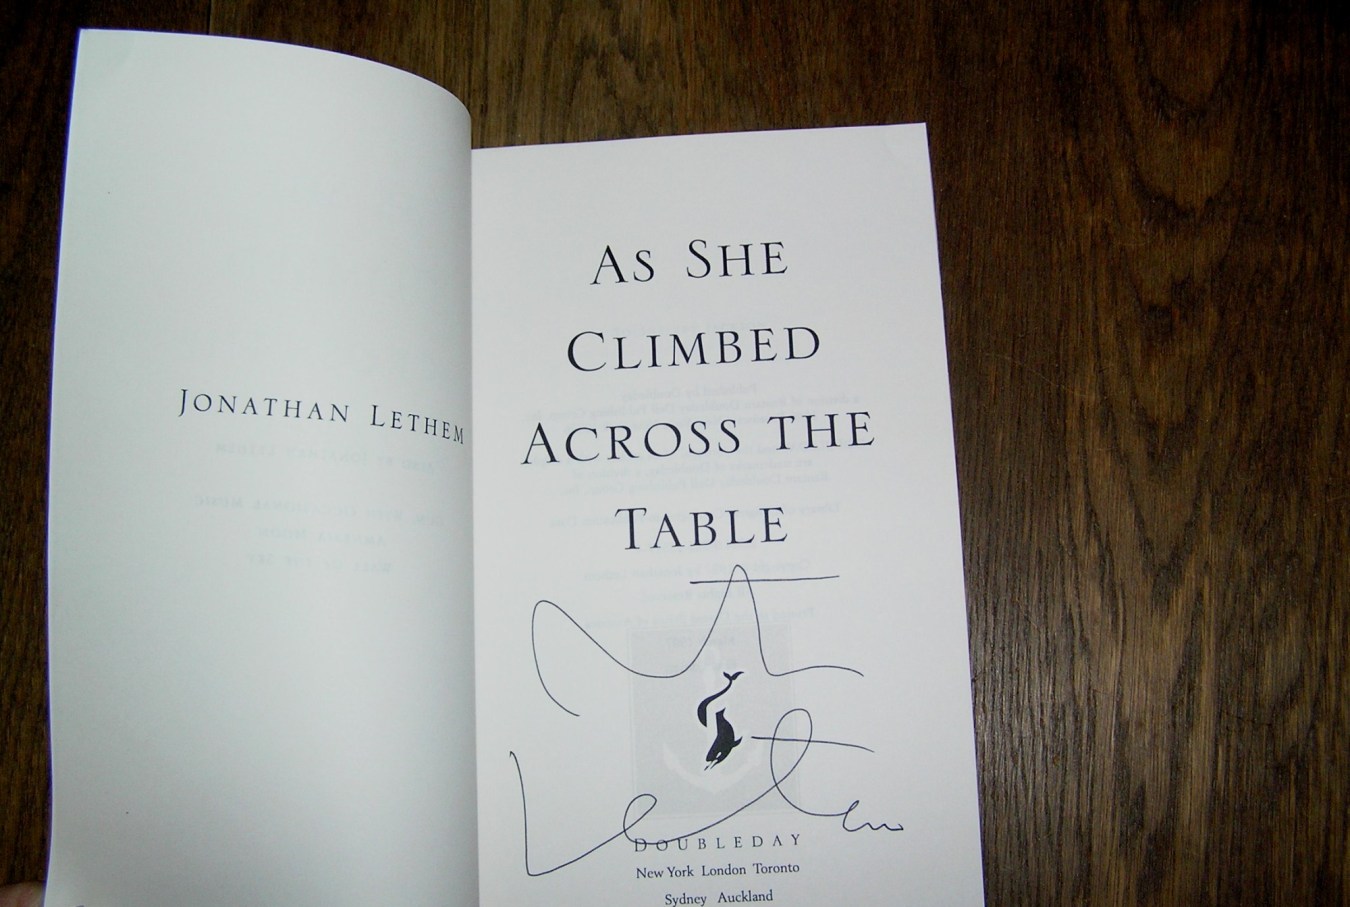 JONATHAN LETHEM
AS SHE
CLIMBED
ACROSS THE
TABLE
DOUBLEDAY
New York London Toronto
Sydney Auckland